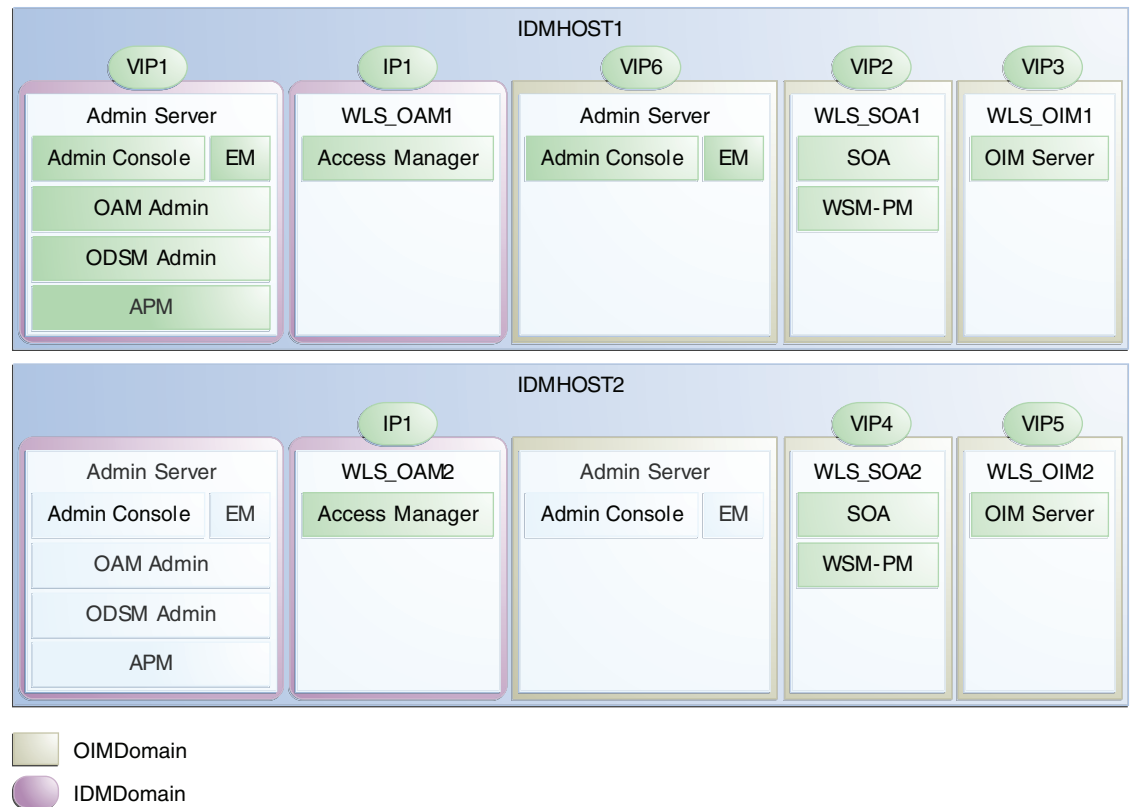 IDMHOST1
VIP1
IP1
VIP6
VIP2
VIP3
Admin Server
WLS_OAM1
Admin Server
WLS_SOA1
WLS_OIM1
Admin Console
EM
Access Manager
Admin Console
EM
SOA
OIM Server
OAM Admin
WSM-PM
ODSM Admin
APM
IDMHOST2
IP1
VIP4
VIP5
Admin Server
WLS_OAM2
Admin Server
WLS_SOA2
WLS_OIM2
Admin Console
EM
Access Manager
Admin Console
EM
SOA
OIM Server
OAM Admin
WSM-PM
ODSM Admin
APM
OIMDomain
IDMDomain